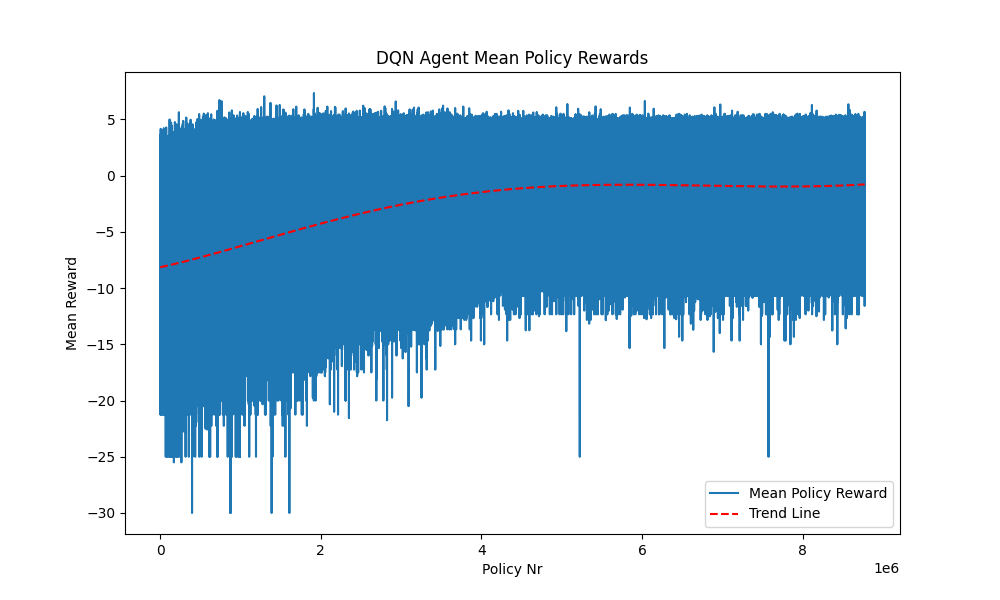 DQN Agent Mean Policy Rewards
Mean Reward
5
0
−5
−10
−15
−20
−25
−30
0 2 4 6 8
1e6
Policy Nr
Mean Policy Reward
Trend Line